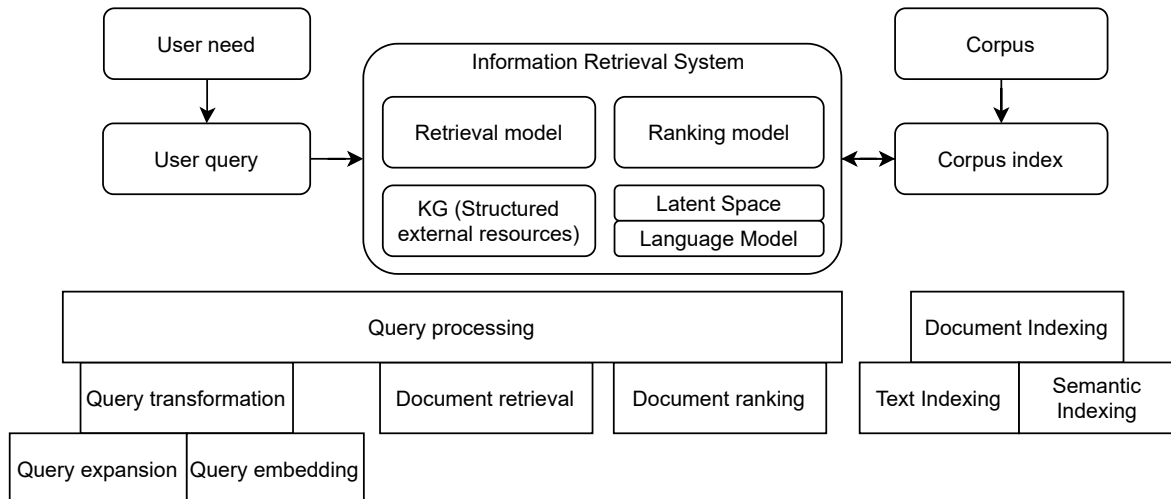 User need
Information Retrieval System
Corpus
Retrieval model
Ranking model
User query
Corpus index
KG (Structured
external resources)
Latent Space
Language Model
Query processing
Document Indexing
Query transformation
Document retrieval
Document ranking
Text Indexing
Semantic
Indexing
Query expansion
Query embedding